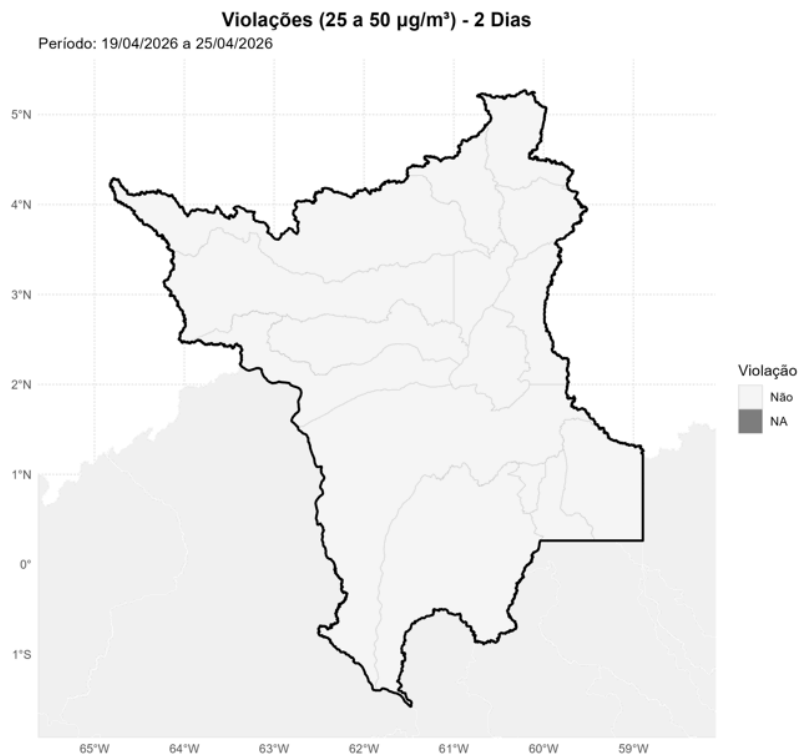 Violações (25 a 50 µg/m³) - 2 Dias
Período: 19/04/2026 a 25/04/2026
5°N
4°N
3°N
2°N
1°N
0°
1°S
Violação
Não
NA
65°W 64°W 63°W 62°W 61°W 60°W 59°W